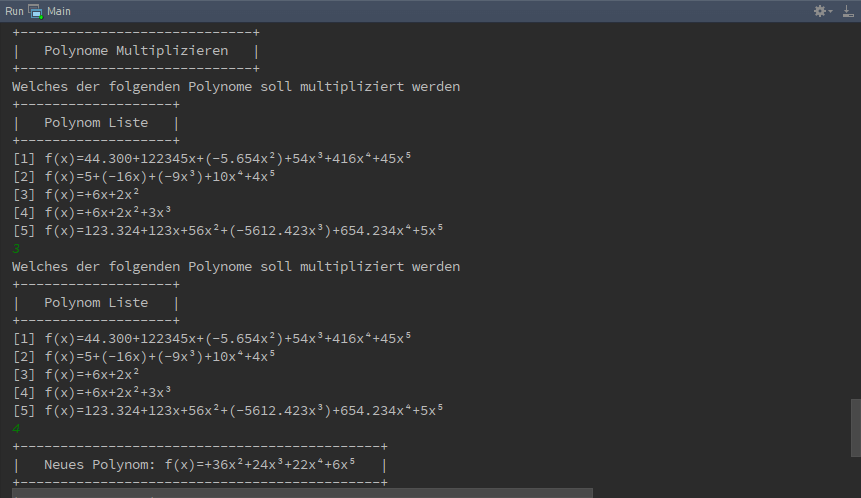 Run Main
+-----------------------------+
|   Polynome Multiplizieren   |
+-----------------------------+
Welches der folgenden Polynome soll multipliziert werden
+-------------------+
|   Polynom Liste   |
+-------------------+
[1] f(x)=44.300+122345x+(-5.654x²)+54x³+416x⁴+45x⁵
[2] f(x)=5+(-16x)+(-9x³)+10x⁴+4x⁵
[3] f(x)=+6x+2x²
[4] f(x)=+6x+2x²+3x³
[5] f(x)=123.324+123x+56x²+(-5612.423x³)+654.234x⁴+5x⁵
3
Welches der folgenden Polynome soll multipliziert werden
+-------------------+
|   Polynom Liste   |
+-------------------+
[1] f(x)=44.300+122345x+(-5.654x²)+54x³+416x⁴+45x⁵
[2] f(x)=5+(-16x)+(-9x³)+10x⁴+4x⁵
[3] f(x)=+6x+2x²
[4] f(x)=+6x+2x²+3x³
[5] f(x)=123.324+123x+56x²+(-5612.423x³)+654.234x⁴+5x⁵
4
+---------------------------------------------+
|   Neues Polynom: f(x)=+36x²+24x³+22x⁴+6x⁵   |
+---------------------------------------------+